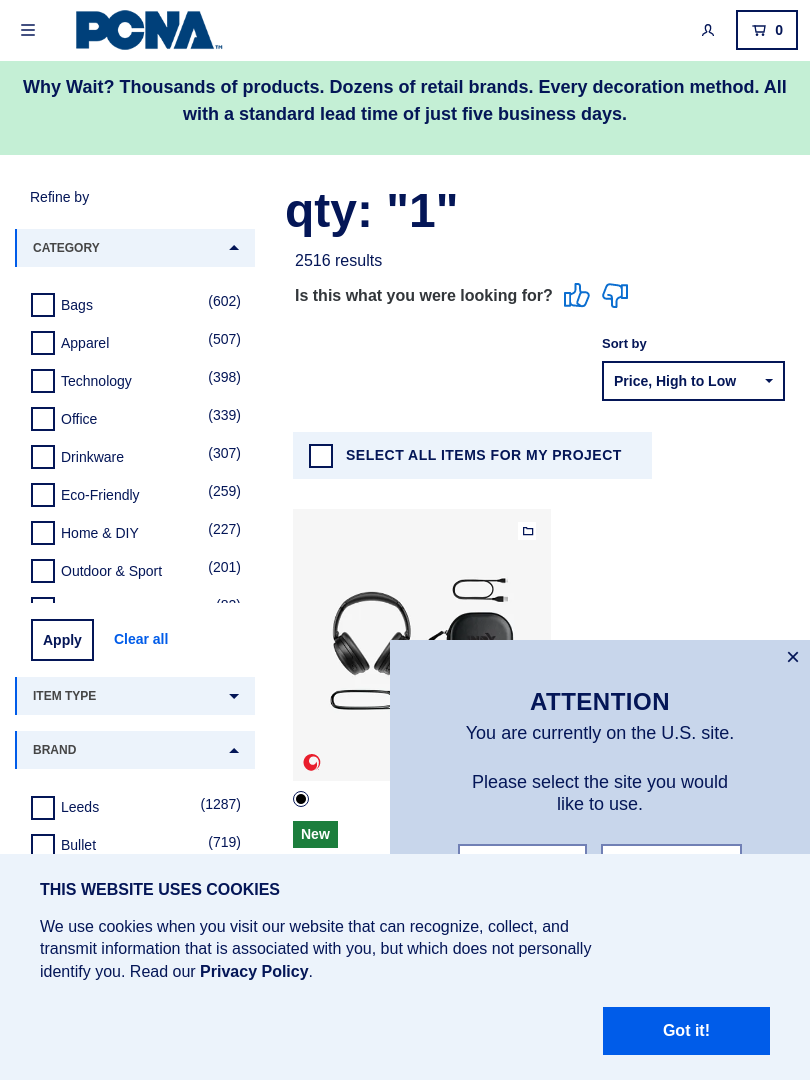 PCNA™
0
Why Wait? Thousands of products. Dozens of retail brands. Every decoration method. All
with a standard lead time of just five business days.
Refine by
CATEGORY
Bags (602)
Apparel (507)
Technology (398)
Office (339)
Drinkware (307)
Eco-Friendly (259)
Home & DIY (227)
Outdoor & Sport (201)
Apply Clear all
ITEM TYPE
BRAND
Leeds (1287)
Bullet (719)
qty: "1"
2516 results
Is this what you were looking for?
Sort by
Price, High to Low
SELECT ALL ITEMS FOR MY PROJECT
New
ATTENTION
You are currently on the U.S. site.
Please select the site you would
like to use.
THIS WEBSITE USES COOKIES
We use cookies when you visit our website that can recognize, collect, and
transmit information that is associated with you, but which does not personally
identify you. Read our Privacy Policy.
Got it!